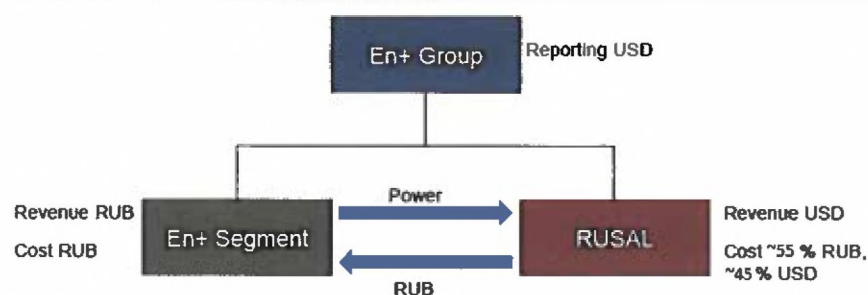 En+ Group
Reporting USD
Power
Revenue RUB
Cost RUB
En+ Segment
RUSAL
Revenue USD
Cost ~55 % RUB,
~45 % USD
RUB